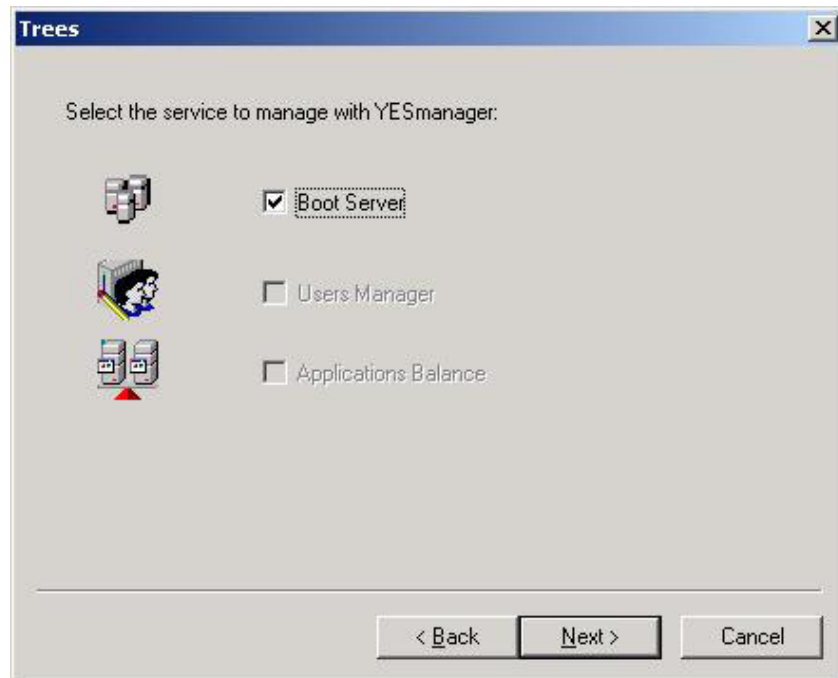 Trees
Select the service to manage with YESmanager:
Boot Server
Users Manager
Applications Balance
< Back
Next >
Cancel